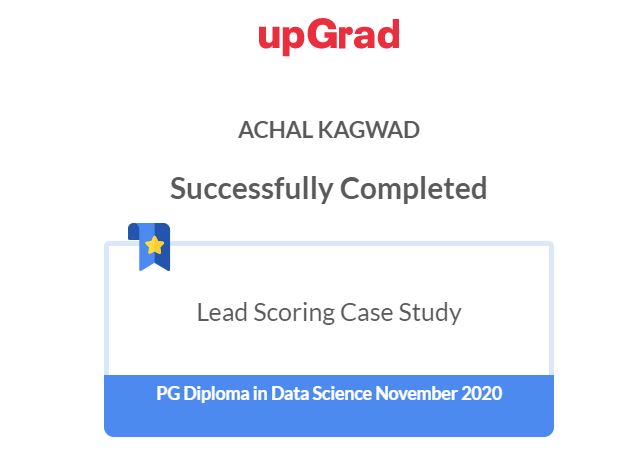 upGrad
ACHAL KAGWAD
Successfully Completed
Lead Scoring Case Study
PG Diploma in Data Science November 2020